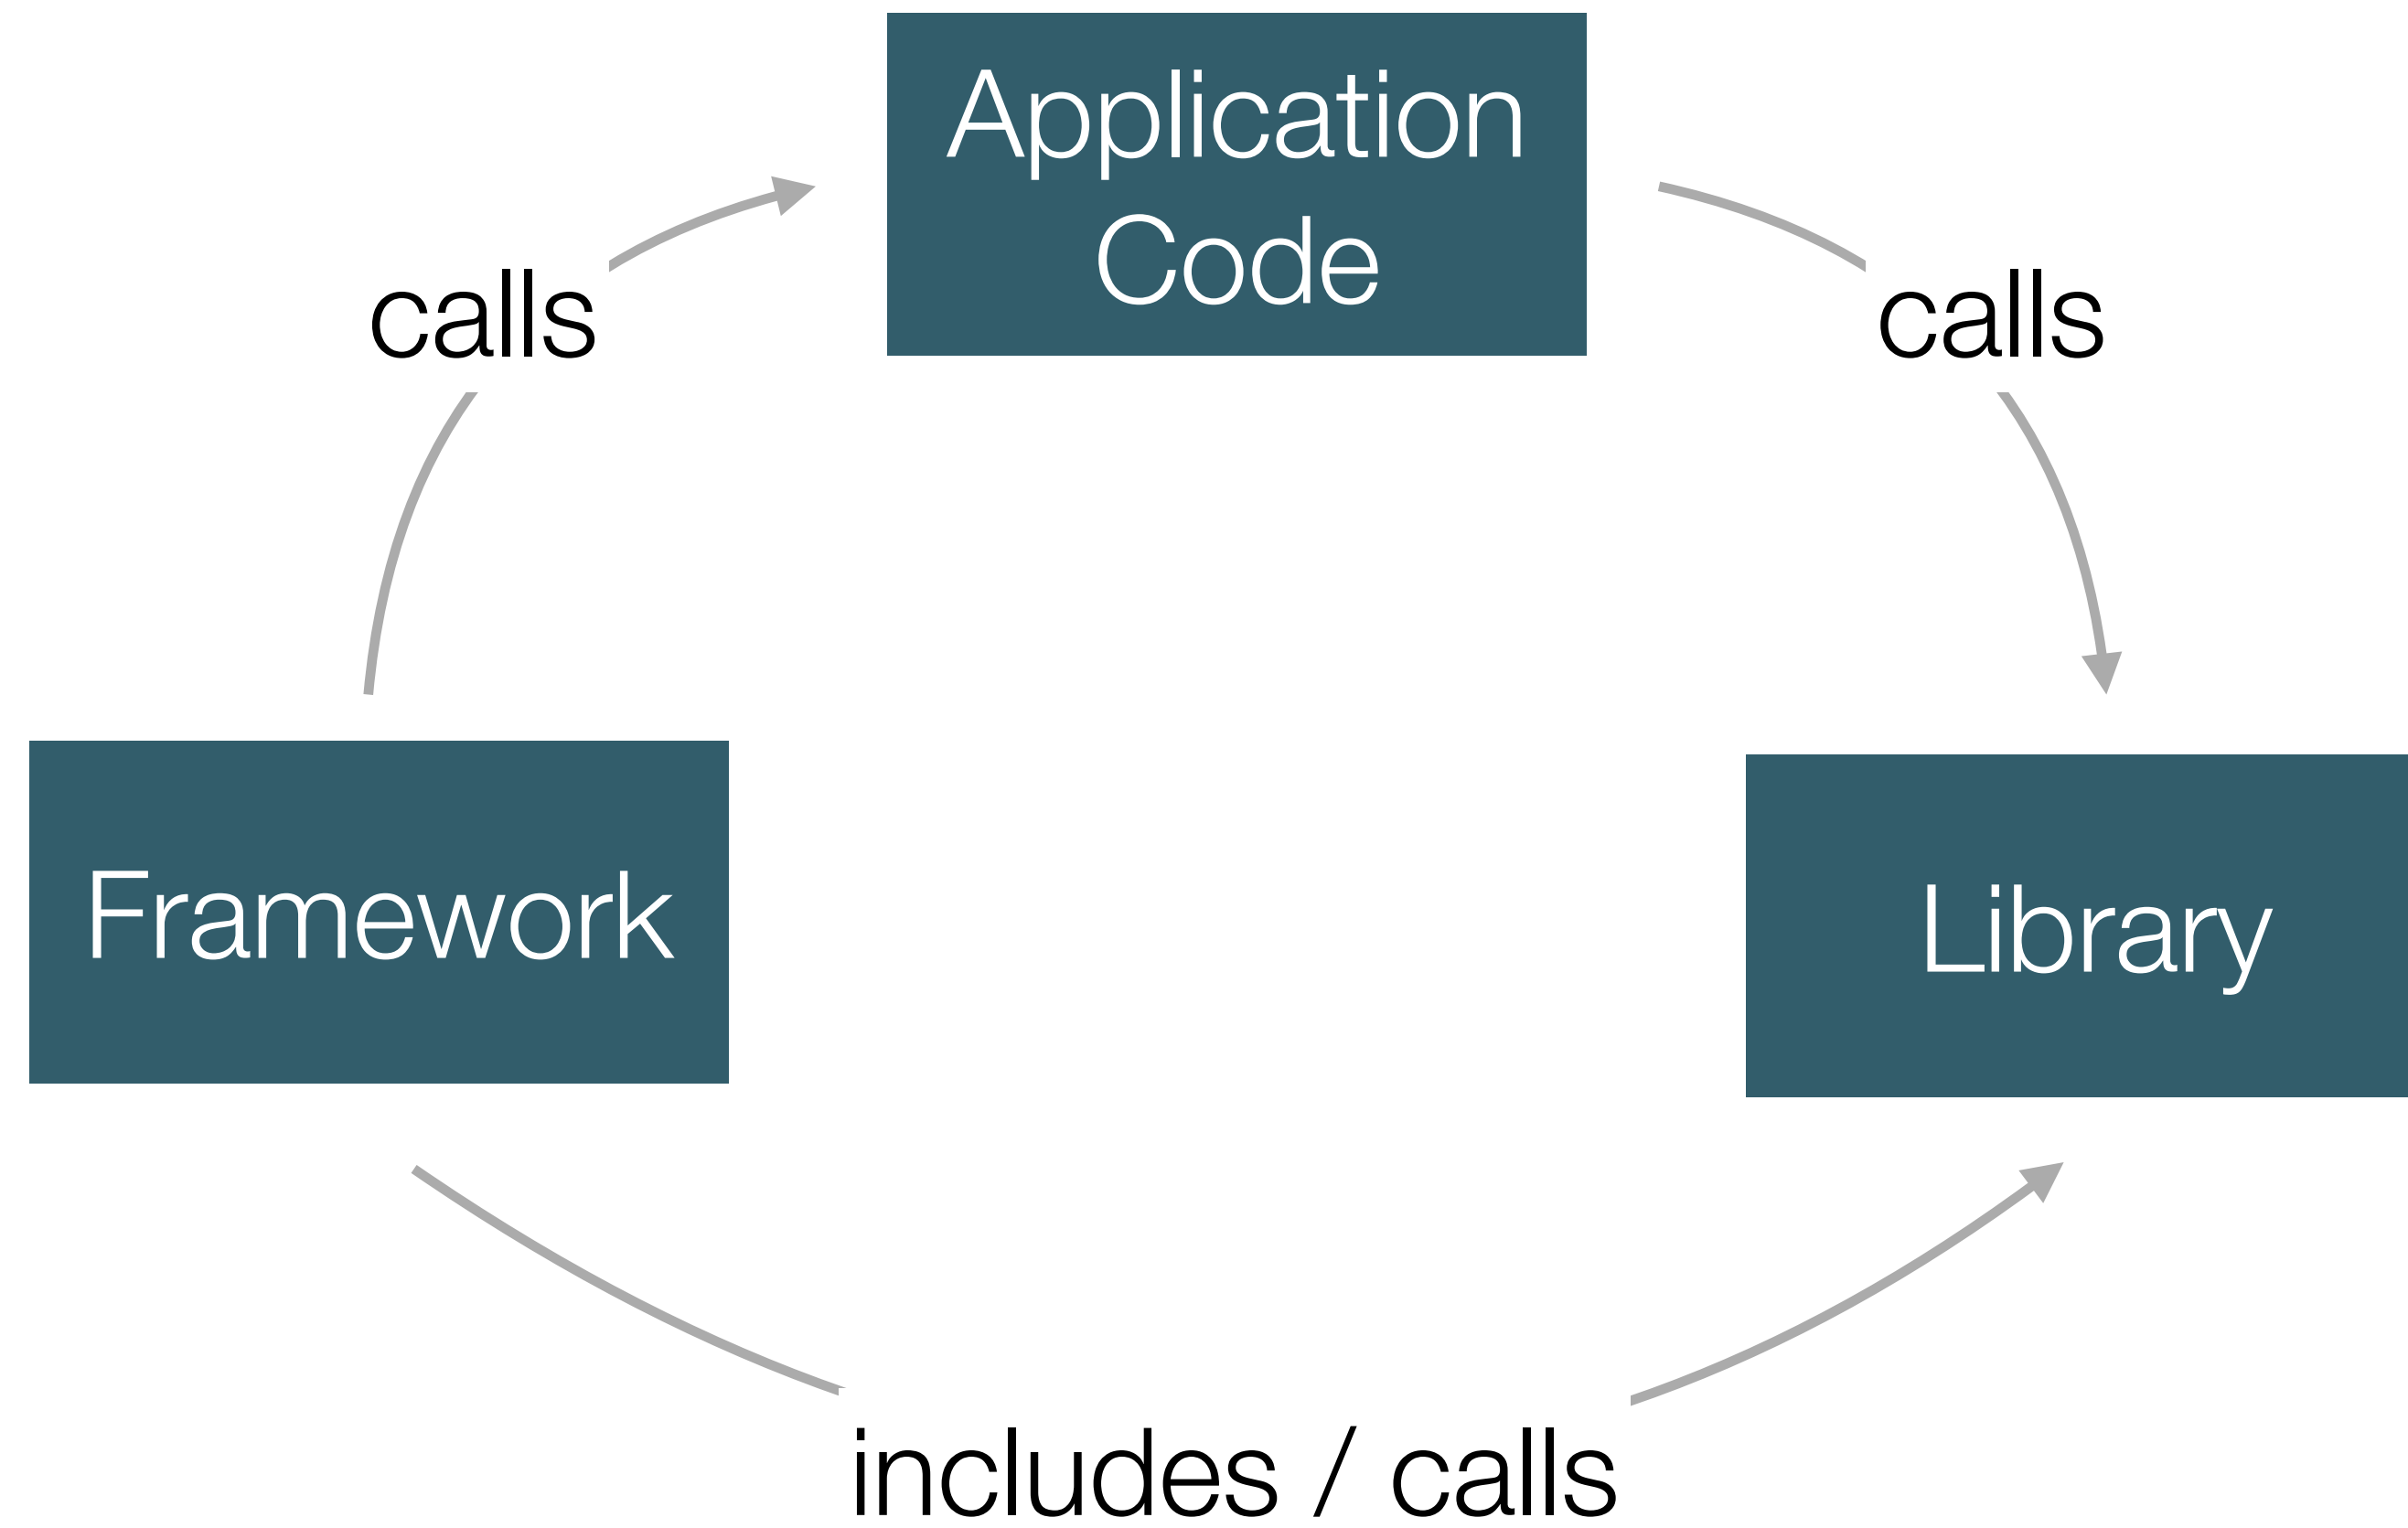 Application
Code
calls
calls
Framework
Library
includes / calls